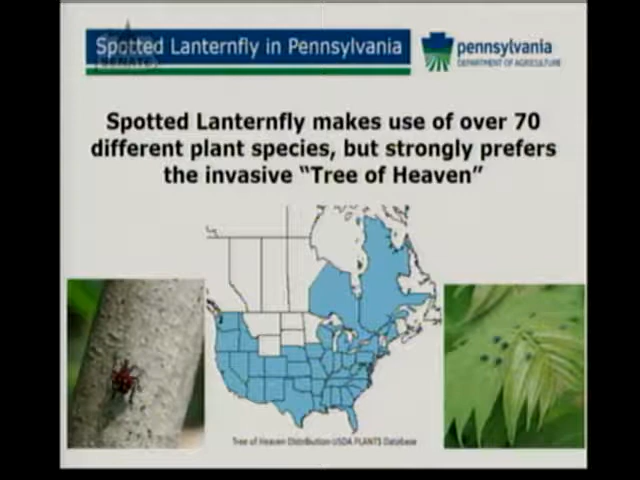 Spotted Lanternfly in Pennsylvania
SENATE
pennsylvania
DEPARTMENT OF AGRICULTURE
Spotted Lanternfly makes use of over 70
different plant species, but strongly prefers
the invasive “Tree of Heaven”
Tree of Heaven Distribution-USDA PLANTS Database